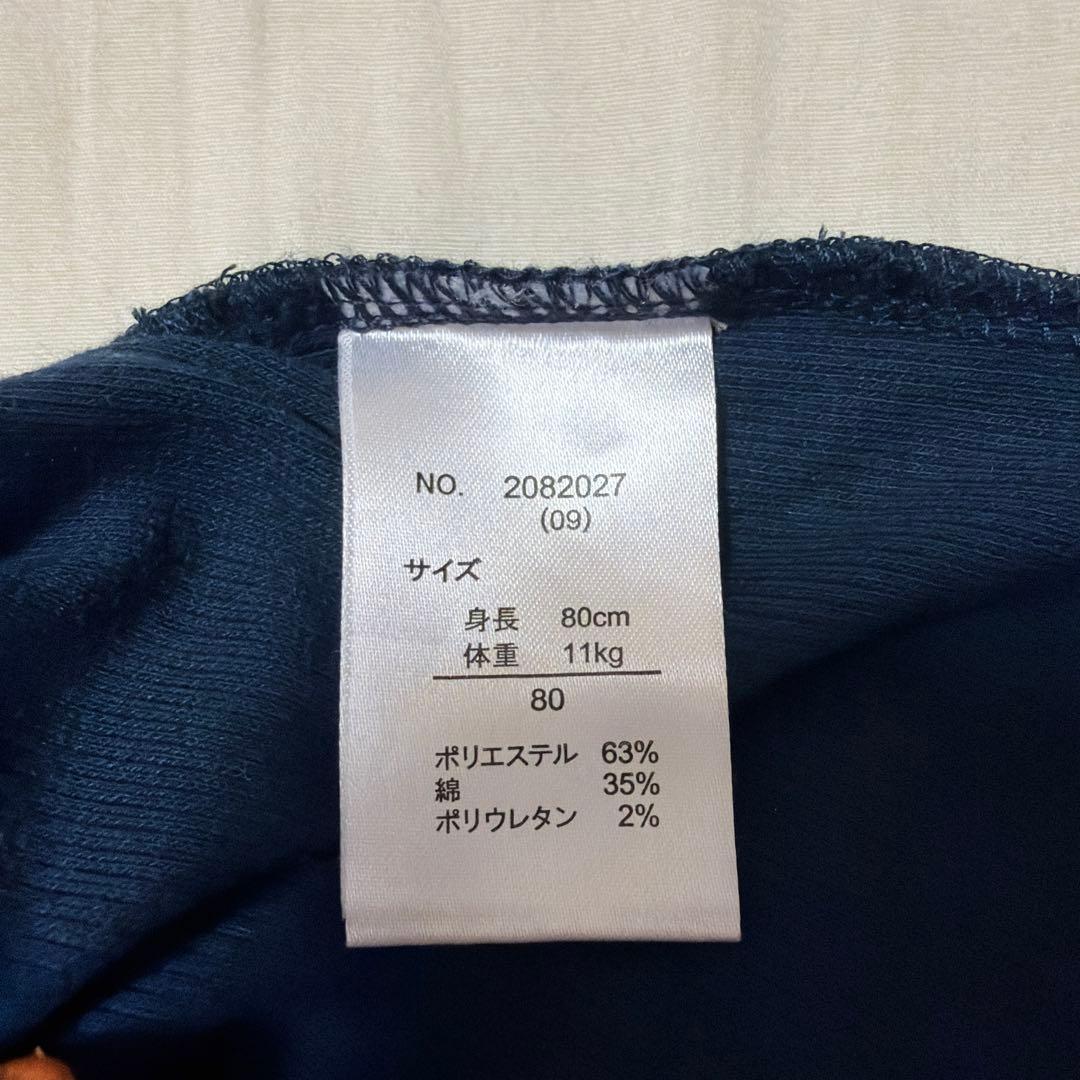 NO. 2082027
(09)
サイズ
身長 80cm
体重 11kg
80
ポリエステル 63%
綿 35%
ポリウレタン 2%